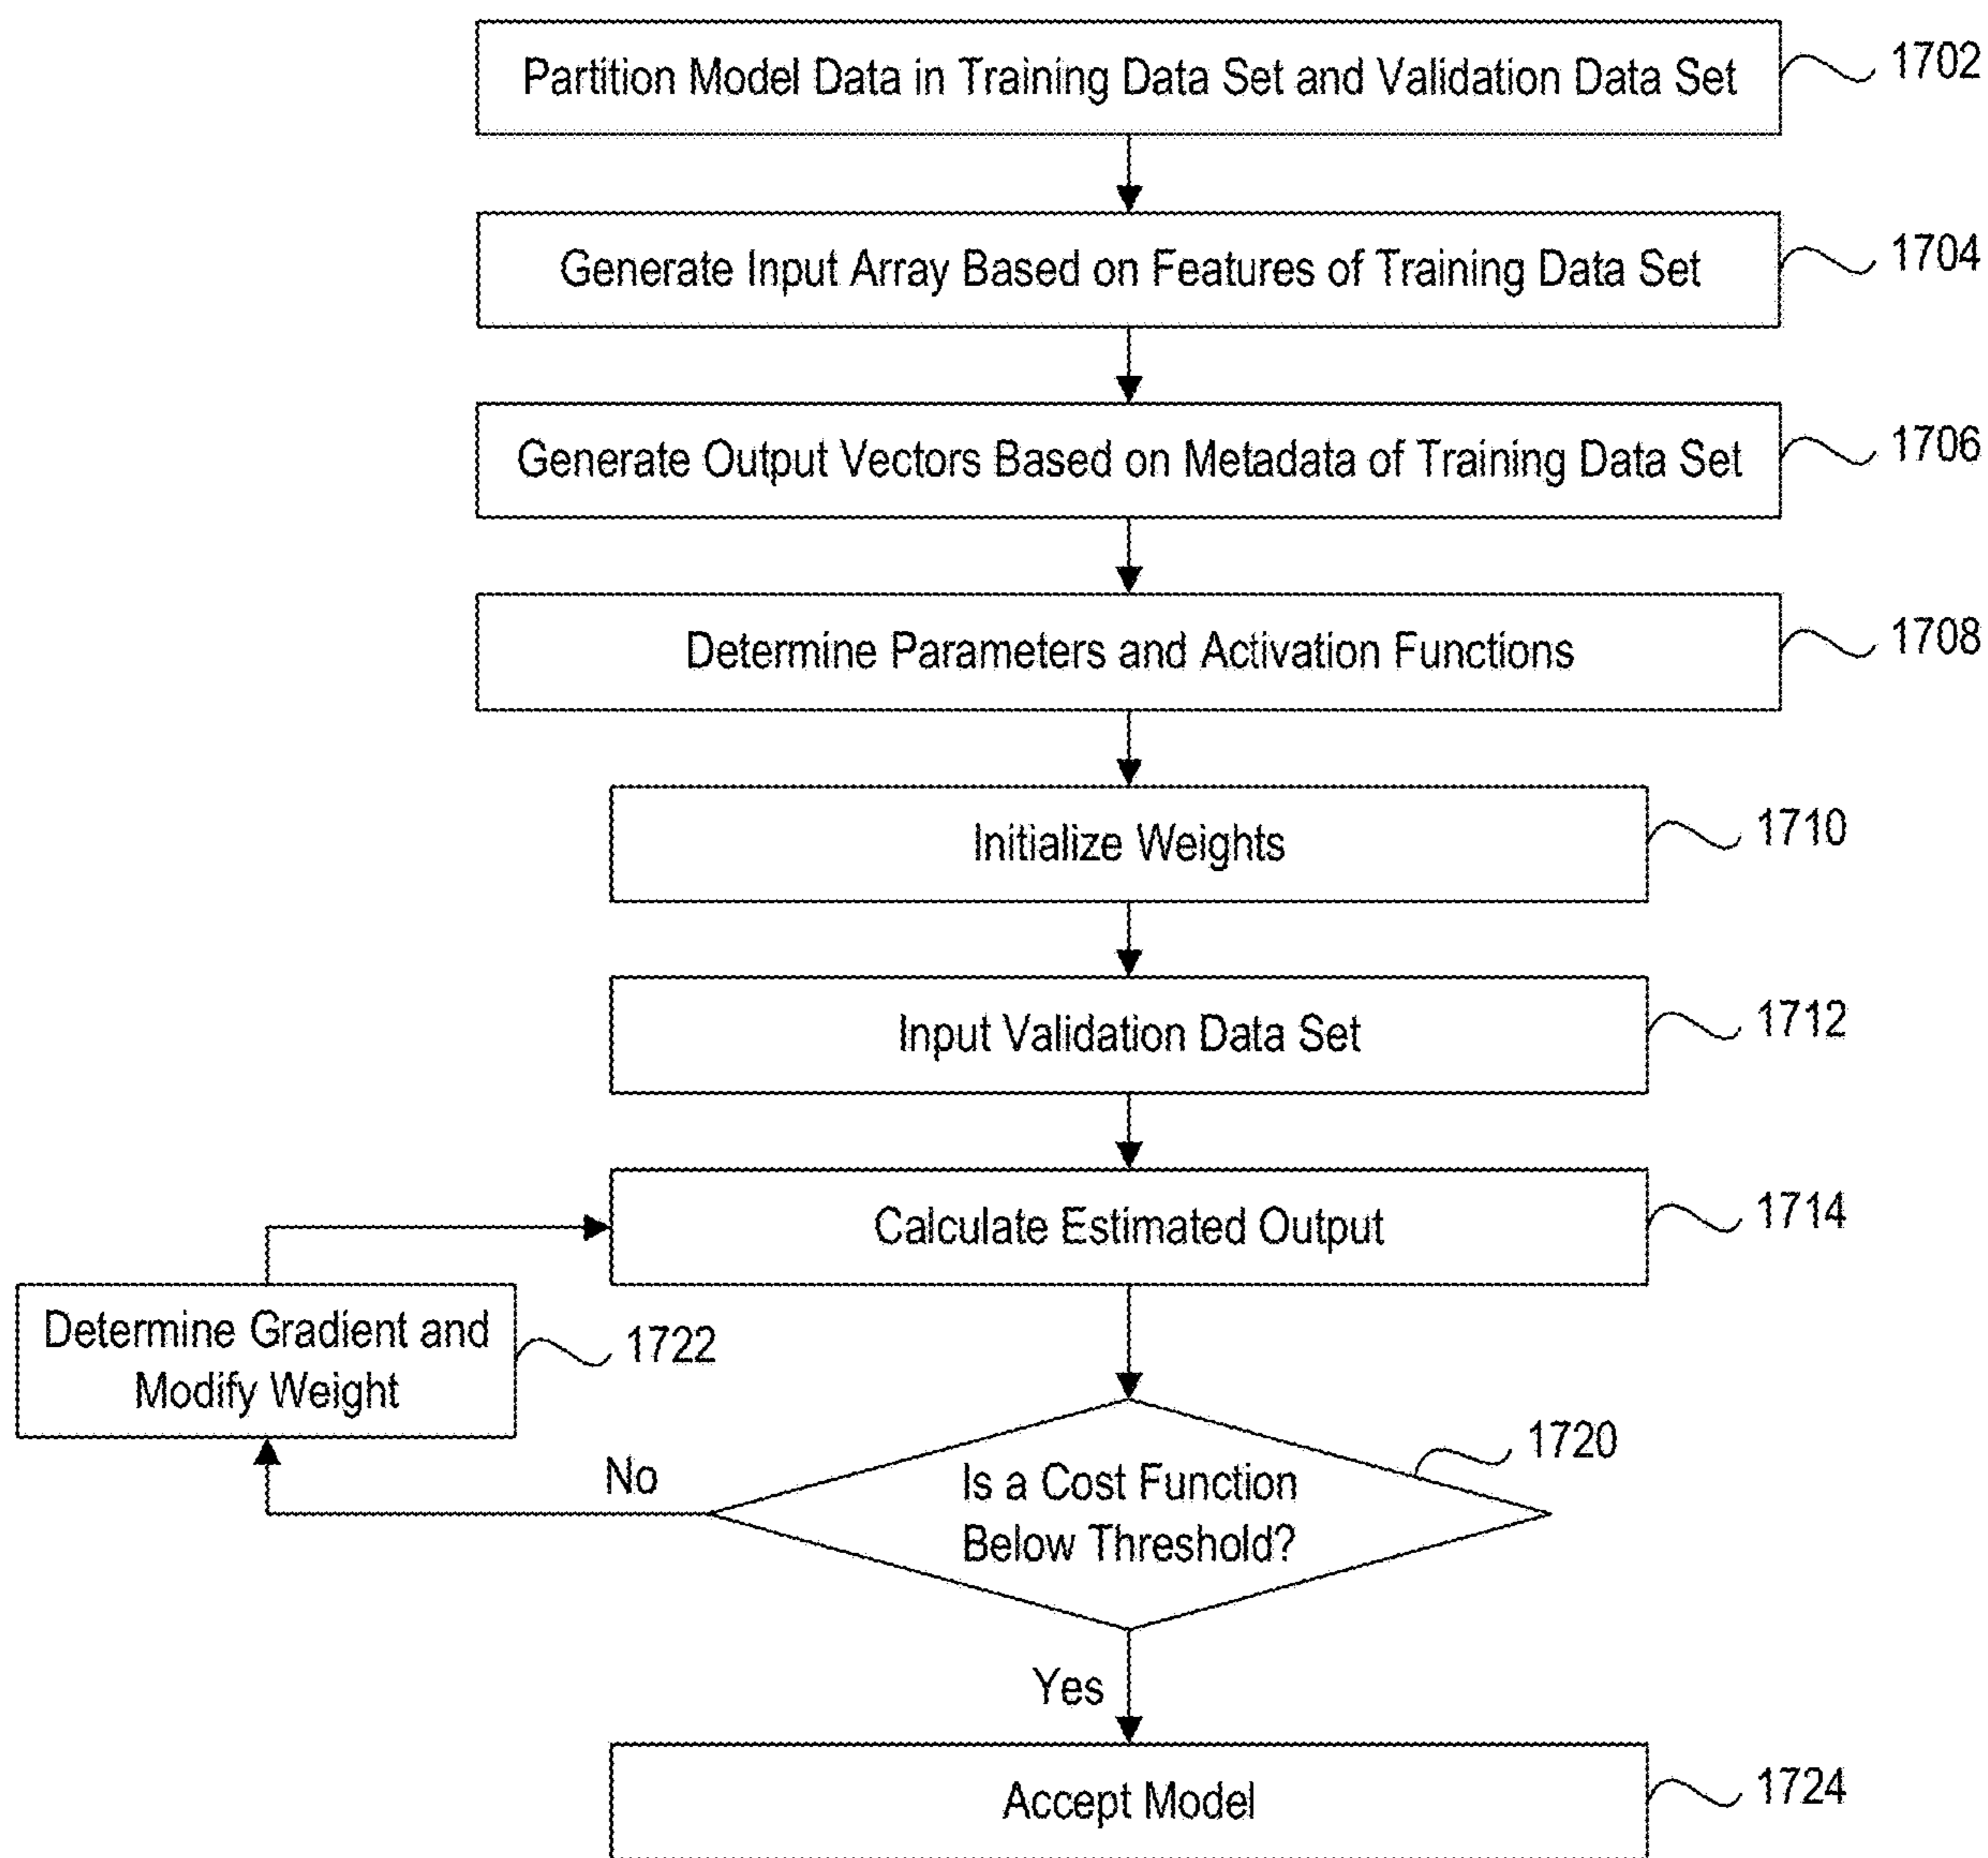 Partition Model Data in Training Data Set and Validation Data Set
1702
Generate Input Array Based on Features of Training Data Set
1704
Generate Output Vectors Based on Metadata of Training Data Set
1706
Determine Parameters and Activation Functions
1708
Initialize Weights
1710
Input Validation Data Set
1712
Calculate Estimated Output
1714
Determine Gradient and
Modify Weight
1722
No
Is a Cost Function
Below Threshold?
1720
Yes
Accept Model
1724